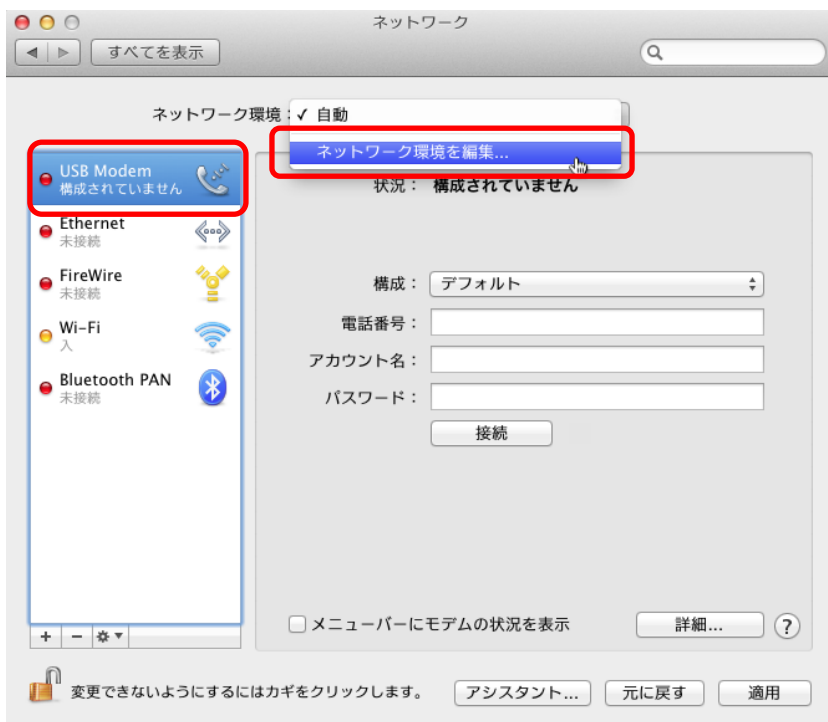 ネットワーク
すべてを表示
ネットワーク環境：✓ 自動
ネットワーク環境を編集...
USB Modem
構成されていません
状況： 構成されていません
Ethernet
未接続
FireWire
未接続
構成： デフォルト
Wi-Fi
入
電話番号：
アカウント名：
Bluetooth PAN
未接続
パスワード：
接続
メニューバーにモデムの状況を表示
詳細...
?
+ −
変更できないようにするにはカギをクリックします。
アシスタント...
元に戻す
適用